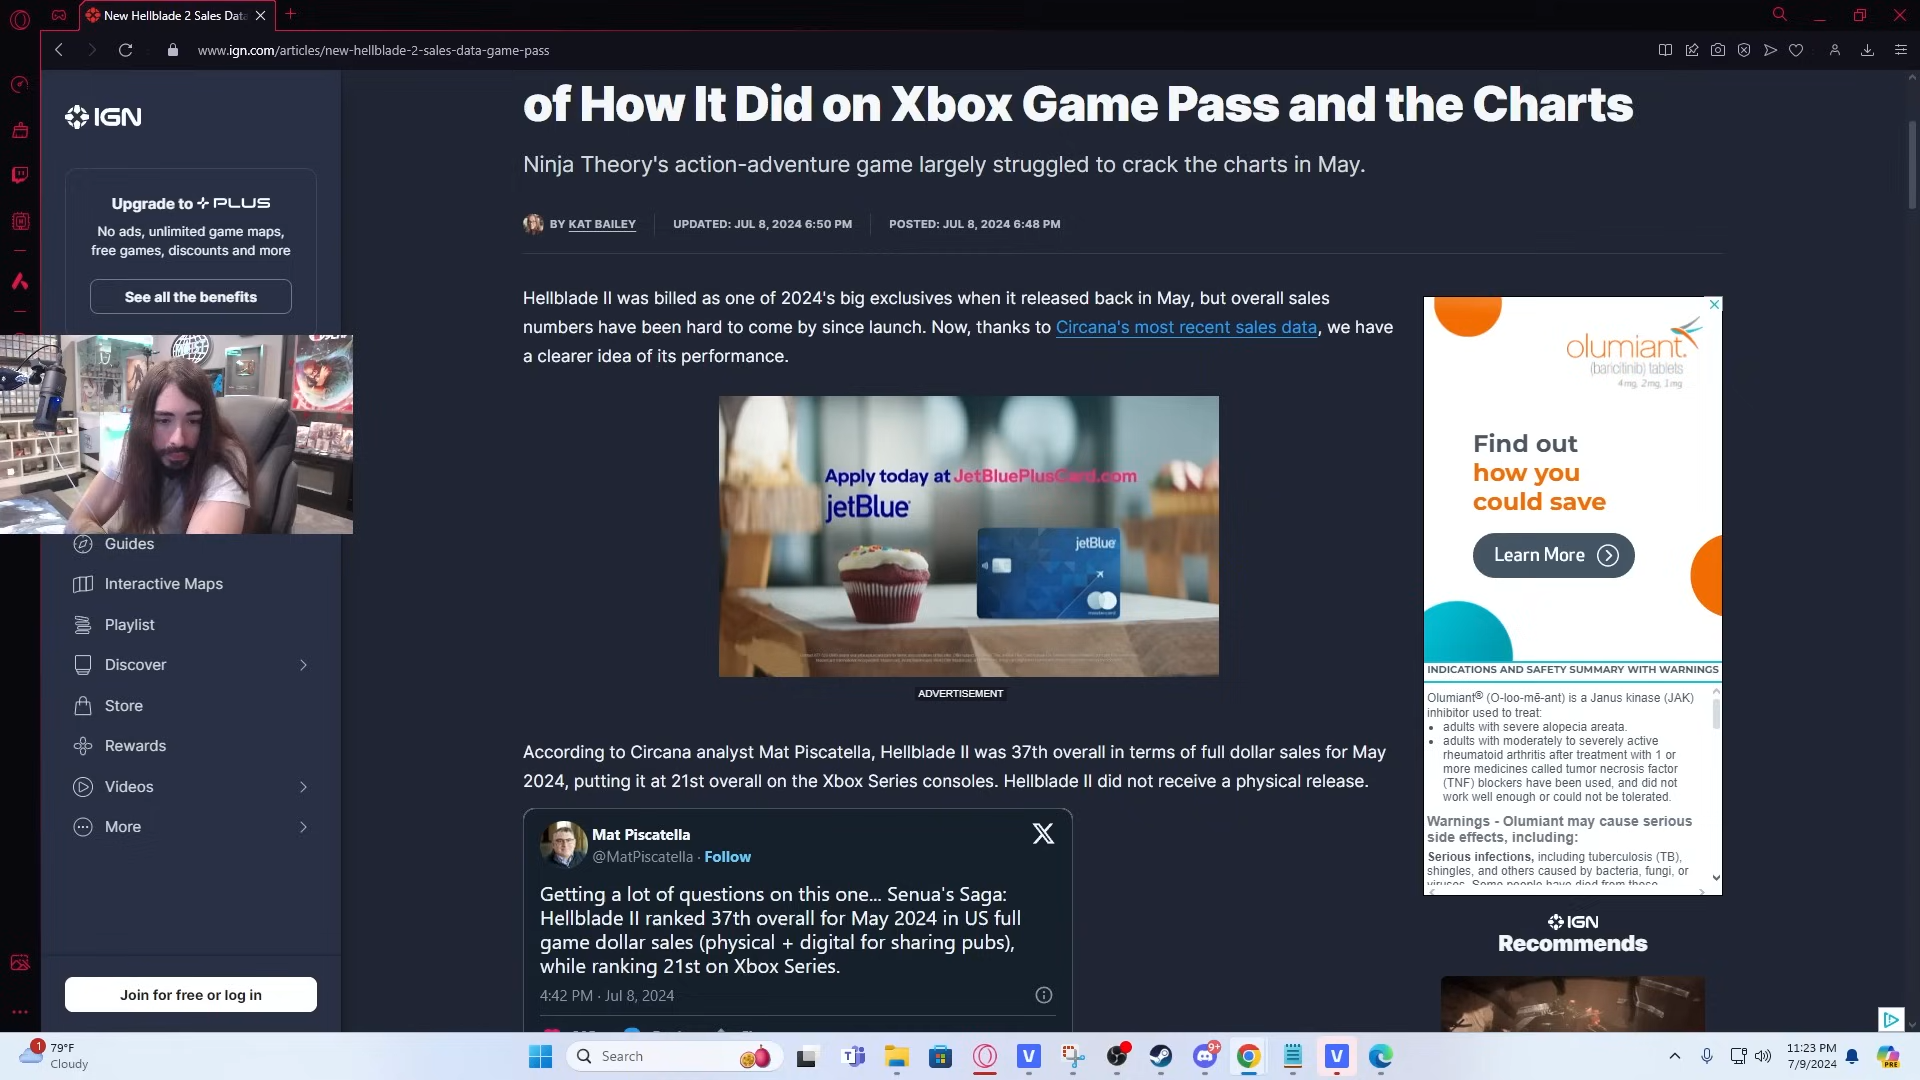 New Hellblade 2 Sales Data
www.ign.com/articles/new-hellblade-2-sales-data-game-pass
IGN
Upgrade to + PLUS
No ads, unlimited game maps,
free games, discounts and more
See all the benefits
Guides
Interactive Maps
Playlist
Discover
Store
Rewards
Videos
More
Join for free or log in
of How It Did on Xbox Game Pass and the Charts
Ninja Theory's action-adventure game largely struggled to crack the charts in May.
BY KAT BAILEY
UPDATED: JUL 8, 2024 6:50 PM
POSTED: JUL 8, 2024 6:48 PM
Hellblade II was billed as one of 2024's big exclusives when it released back in May, but overall sales
numbers have been hard to come by since launch. Now, thanks to Circana's most recent sales data, we have
a clearer idea of its performance.
Apply today at JetBluePlusCard.com
jetBlue
jetBlue
ADVERTISEMENT
According to Circana analyst Mat Piscatella, Hellblade II was 37th overall in terms of full dollar sales for May
2024, putting it at 21st overall on the Xbox Series consoles. Hellblade II did not receive a physical release.
Mat Piscatella
@MatPiscatella · Follow
Getting a lot of questions on this one... Senua's Saga:
Hellblade II ranked 37th overall for May 2024 in US full
game dollar sales (physical + digital for sharing pubs),
while ranking 21st on Xbox Series.
4:42 PM · Jul 8, 2024
olumiant.
(baricitinib) tablets
4mg, 2mg, 1mg
Find out
how you
could save
Learn More
INDICATIONS AND SAFETY SUMMARY WITH WARNINGS
Olumiant® (O-loo-mē-ant) is a Janus kinase (JAK)
inhibitor used to treat:
• adults with severe alopecia areata.
• adults with moderately to severely active
rheumatoid arthritis after treatment with 1 or
more medicines called tumor necrosis factor
(TNF) blockers have been used, and did not
work well enough or could not be tolerated.
Warnings - Olumiant may cause serious
side effects, including:
Serious infections, including tuberculosis (TB),
shingles, and others caused by bacteria, fungi, or
viruses. Some people have died from these
IGN
Recommends
1
79°F
Cloudy
Search
9+
11:23 PM
7/9/2024
PRE